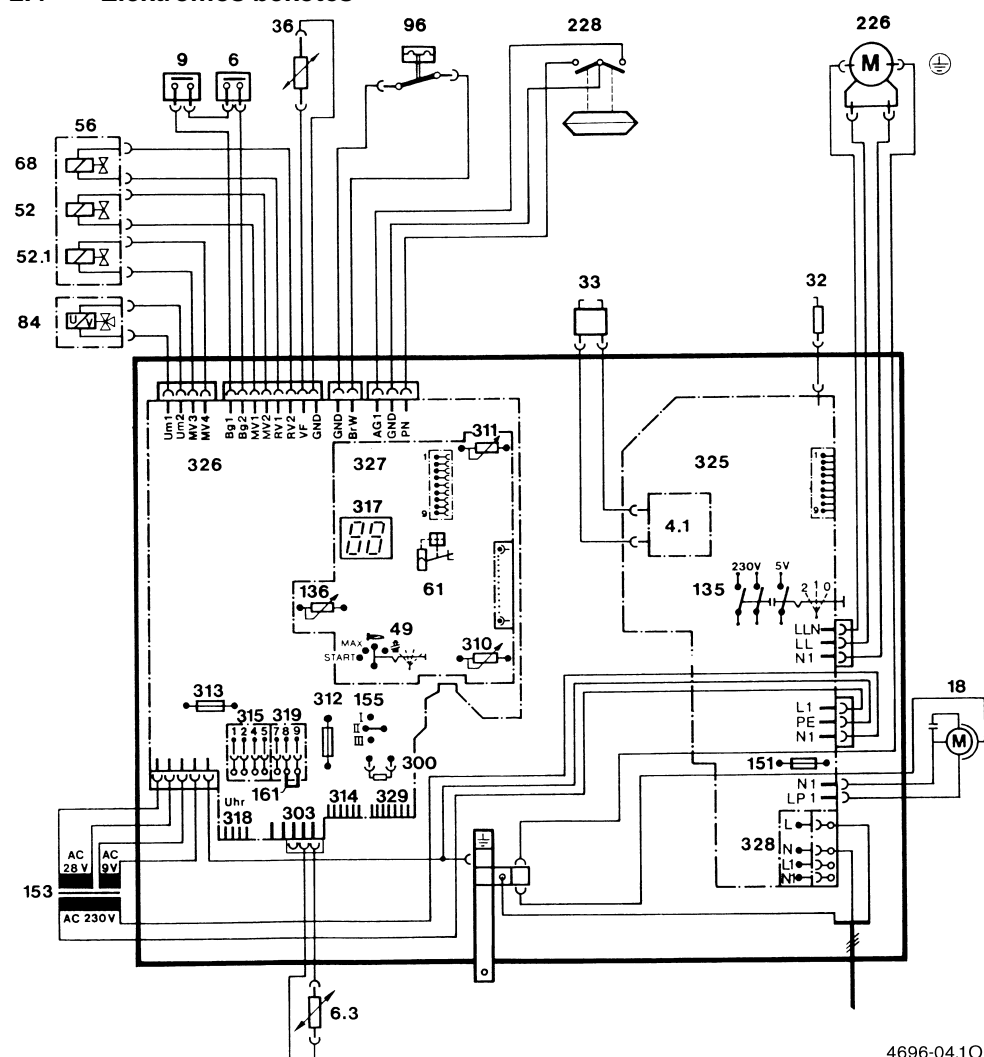 36
96
228
226
9
6
M
56
68
52
52.1
84
U
V
33
32
Um1
Um2
MV3
MV4
Bg1
Bg2
MV1
MV2
RV1
RV2
VF
GND
GND
BrW
AG1
GND
PN
326
327
311
325
1
9
1
9
317
4.1
61
230V
5V
135
2
1
0
136
49
MAX
START
310
LLN
LL
N1
313
312
155
18
315
319
I
II
III
L1
PE
N1
1 2 4 5 7 8 9
M
300
151
161
N1
LP1
Uhr
318
303
314
329
L
N
328
L1
N1
AC
28V
AC
9V
153
AC 230V
6.3
4696-04.1O